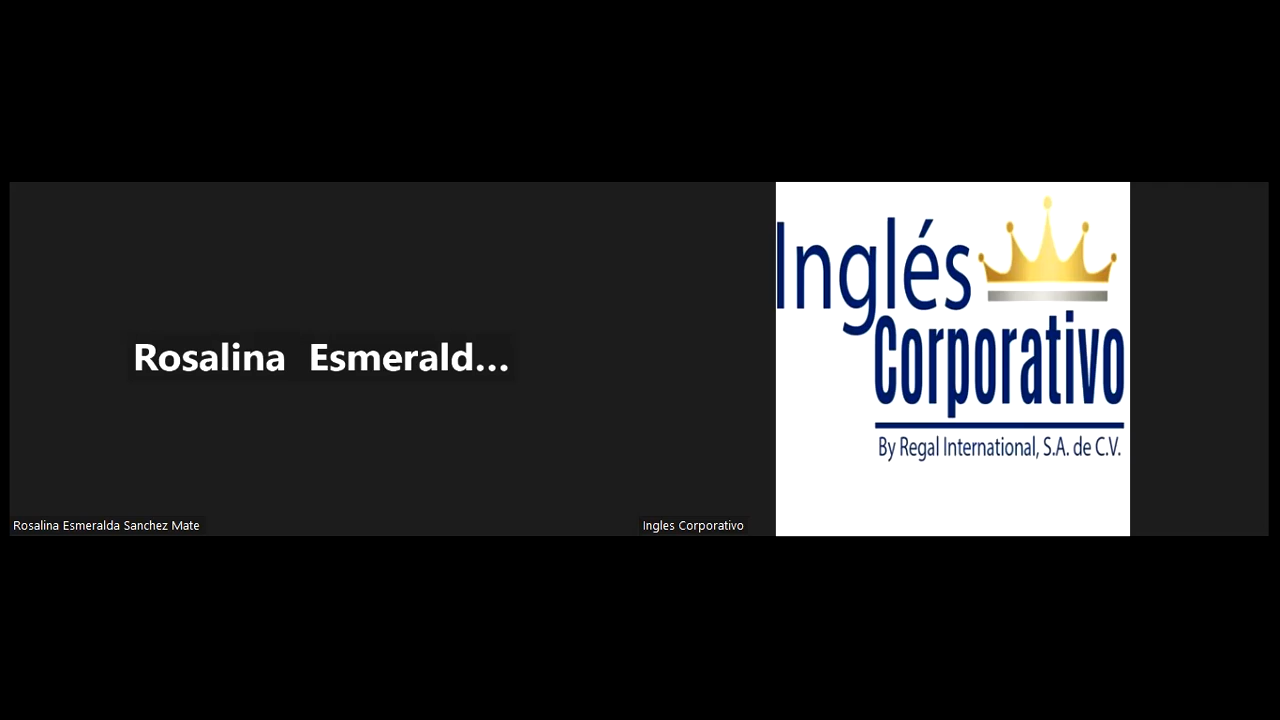 Rosalina Esmerald...
Rosalina Esmeralda Sanchez Mate
Inglés
Corporativo
By Regal International, S.A. de C.V.
Ingles Corporativo